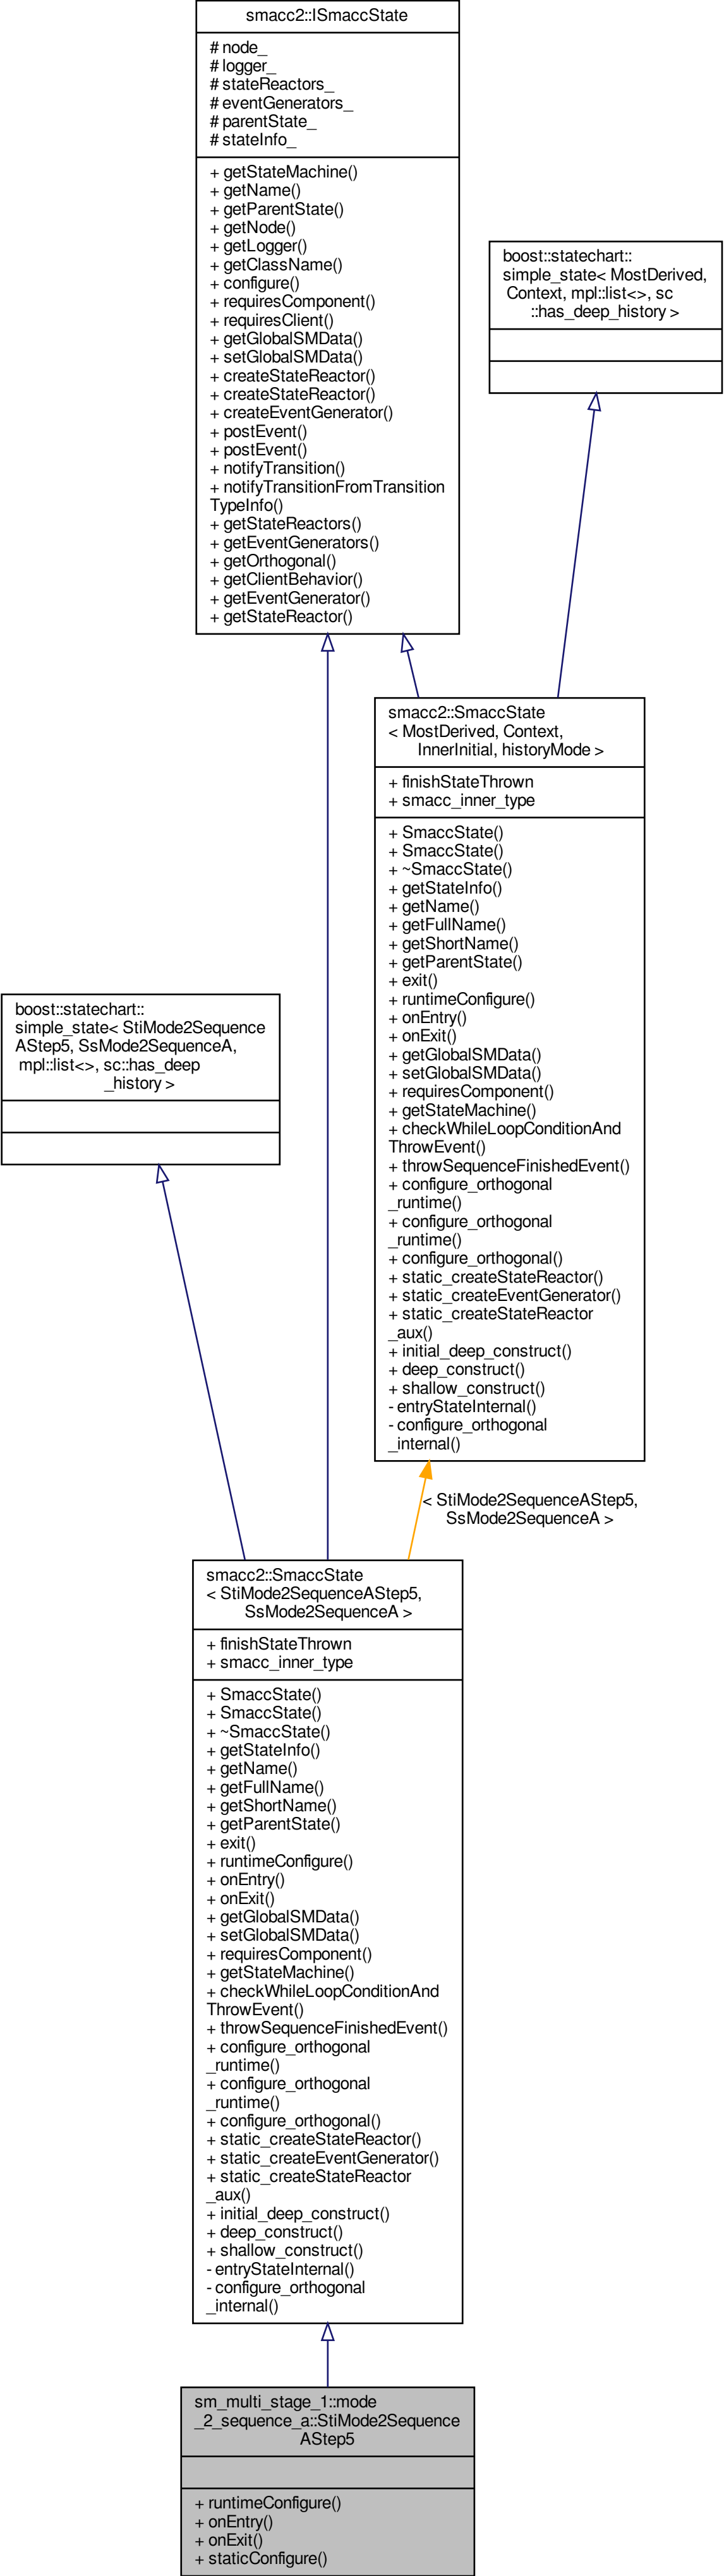 smacc2::ISmaccState
# node_
# logger_
# stateReactors_
# eventGenerators_
# parentState_
# stateInfo_
+ getStateMachine()
+ getName()
+ getParentState()
+ getNode()
+ getLogger()
+ getClassName()
+ configure()
+ requiresComponent()
+ requiresClient()
+ getGlobalSMData()
+ setGlobalSMData()
+ createStateReactor()
+ createStateReactor()
+ createEventGenerator()
+ postEvent()
+ postEvent()
+ notifyTransition()
+ notifyTransitionFromTransition
TypeInfo()
+ getStateReactors()
+ getEventGenerators()
+ getOrthogonal()
+ getClientBehavior()
+ getEventGenerator()
+ getStateReactor()
boost::statechart::
simple_state< MostDerived,
Context, mpl::list<>, sc
::has_deep_history >
smacc2::SmaccState
< MostDerived, Context,
InnerInitial, historyMode >
+ finishStateThrown
+ smacc_inner_type
+ SmaccState()
+ SmaccState()
+ ~SmaccState()
+ getStateInfo()
+ getName()
+ getFullName()
+ getShortName()
+ getParentState()
+ exit()
+ runtimeConfigure()
+ onEntry()
+ onExit()
+ getGlobalSMData()
+ setGlobalSMData()
+ requiresComponent()
+ getStateMachine()
+ checkWhileLoopConditionAnd
ThrowEvent()
+ throwSequenceFinishedEvent()
+ configure_orthogonal
_runtime()
+ configure_orthogonal
_runtime()
+ configure_orthogonal()
+ static_createStateReactor()
+ static_createEventGenerator()
+ static_createStateReactor
_aux()
+ initial_deep_construct()
+ deep_construct()
+ shallow_construct()
- entryStateInternal()
- configure_orthogonal
_internal()
boost::statechart::
simple_state< StiMode2Sequence
AStep5, SsMode2SequenceA,
mpl::list<>, sc::has_deep
_history >
< StiMode2SequenceAStep5,
SsMode2SequenceA >
smacc2::SmaccState
< StiMode2SequenceAStep5,
SsMode2SequenceA >
+ finishStateThrown
+ smacc_inner_type
+ SmaccState()
+ SmaccState()
+ ~SmaccState()
+ getStateInfo()
+ getName()
+ getFullName()
+ getShortName()
+ getParentState()
+ exit()
+ runtimeConfigure()
+ onEntry()
+ onExit()
+ getGlobalSMData()
+ setGlobalSMData()
+ requiresComponent()
+ getStateMachine()
+ checkWhileLoopConditionAnd
ThrowEvent()
+ throwSequenceFinishedEvent()
+ configure_orthogonal
_runtime()
+ configure_orthogonal
_runtime()
+ configure_orthogonal()
+ static_createStateReactor()
+ static_createEventGenerator()
+ static_createStateReactor
_aux()
+ initial_deep_construct()
+ deep_construct()
+ shallow_construct()
- entryStateInternal()
- configure_orthogonal
_internal()
sm_multi_stage_1::mode
_2_sequence_a::StiMode2Sequence
AStep5
+ runtimeConfigure()
+ onEntry()
+ onExit()
+ staticConfigure()